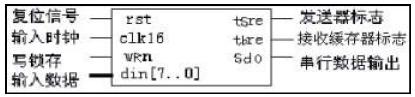 复位信号 rst tsre 发送器标志
输入时钟 clk16 tbre 接收缓存器标志
写锁存 wRn Sdo 串行数据输出
输入数据 din[7..0]